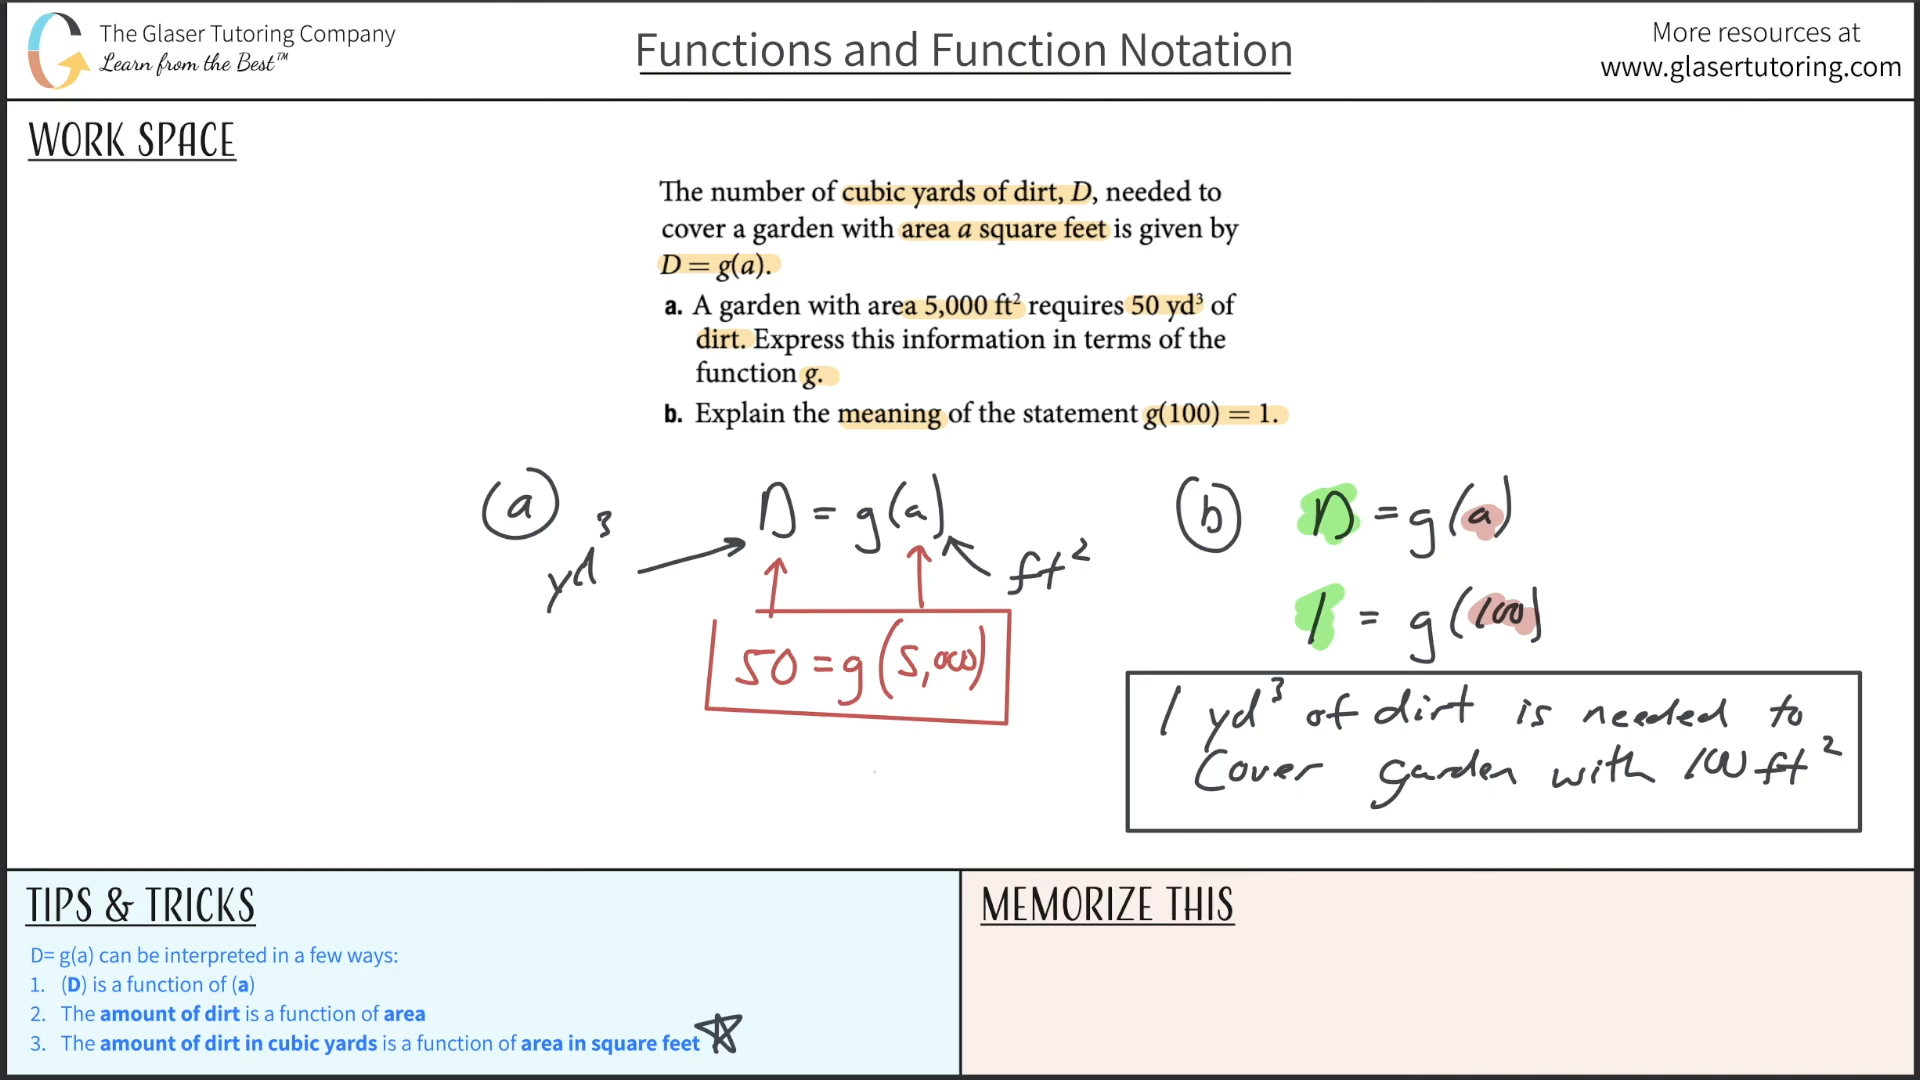 The Glaser Tutoring Company
Learn from the Best™
Functions and Function Notation
More resources at
www.glasertutoring.com
WORK SPACE
The number of cubic yards of dirt, D, needed to
cover a garden with area a square feet is given by
D = g(a).
a. A garden with area 5,000 ft² requires 50 yd³ of
dirt. Express this information in terms of the
function g.
b. Explain the meaning of the statement g(100) = 1.
(a)
yd³
D = g(a)
ft²
50 = g(5,000)
(b)
D = g(a)
1 = g(100)
1 yd³ of dirt is needed to
Cover garden with 100 ft²
TIPS & TRICKS
D= g(a) can be interpreted in a few ways:
1. (D) is a function of (a)
2. The amount of dirt is a function of area
3. The amount of dirt in cubic yards is a function of area in square feet
MEMORIZE THIS